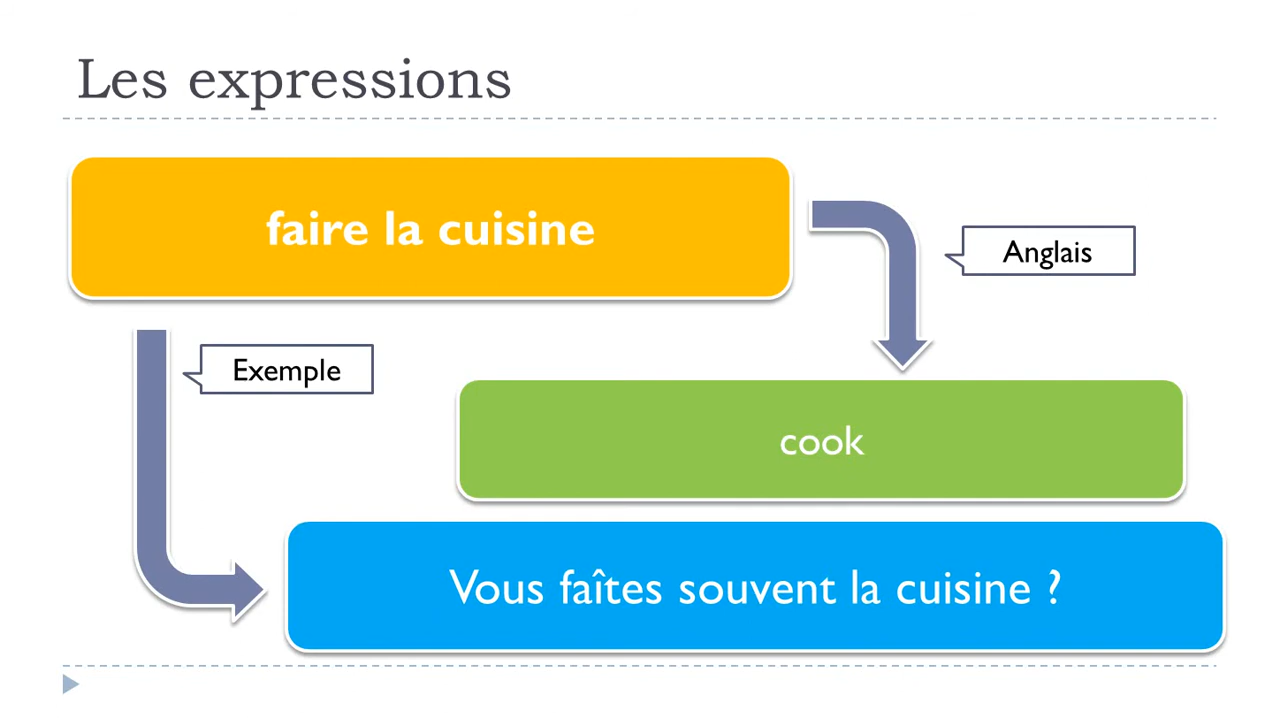 Les expressions
faire la cuisine
Anglais
Exemple
cook
Vous faîtes souvent la cuisine ?